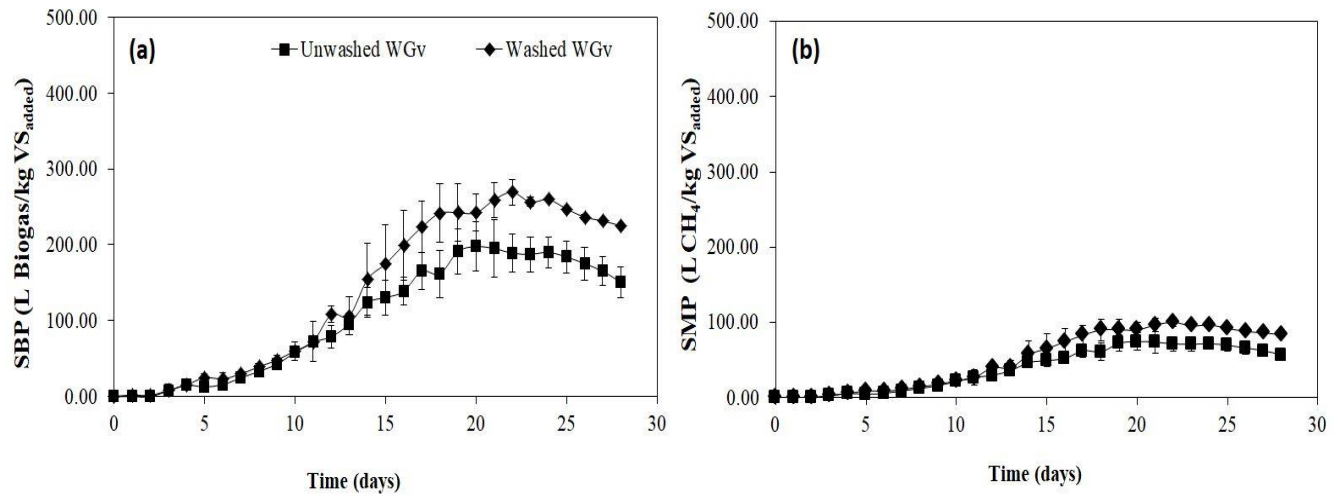 (a)
Unwashed WGv
Washed WGv
SBP (L Biogas/kg VSadded)
500.00
400.00
300.00
200.00
100.00
0.00
0 5 10 15 20 25 30
Time (days)
(b)
SMP (L CH4/kg VSadded)
500.00
400.00
300.00
200.00
100.00
0.00
0 5 10 15 20 25 30
Time (days)